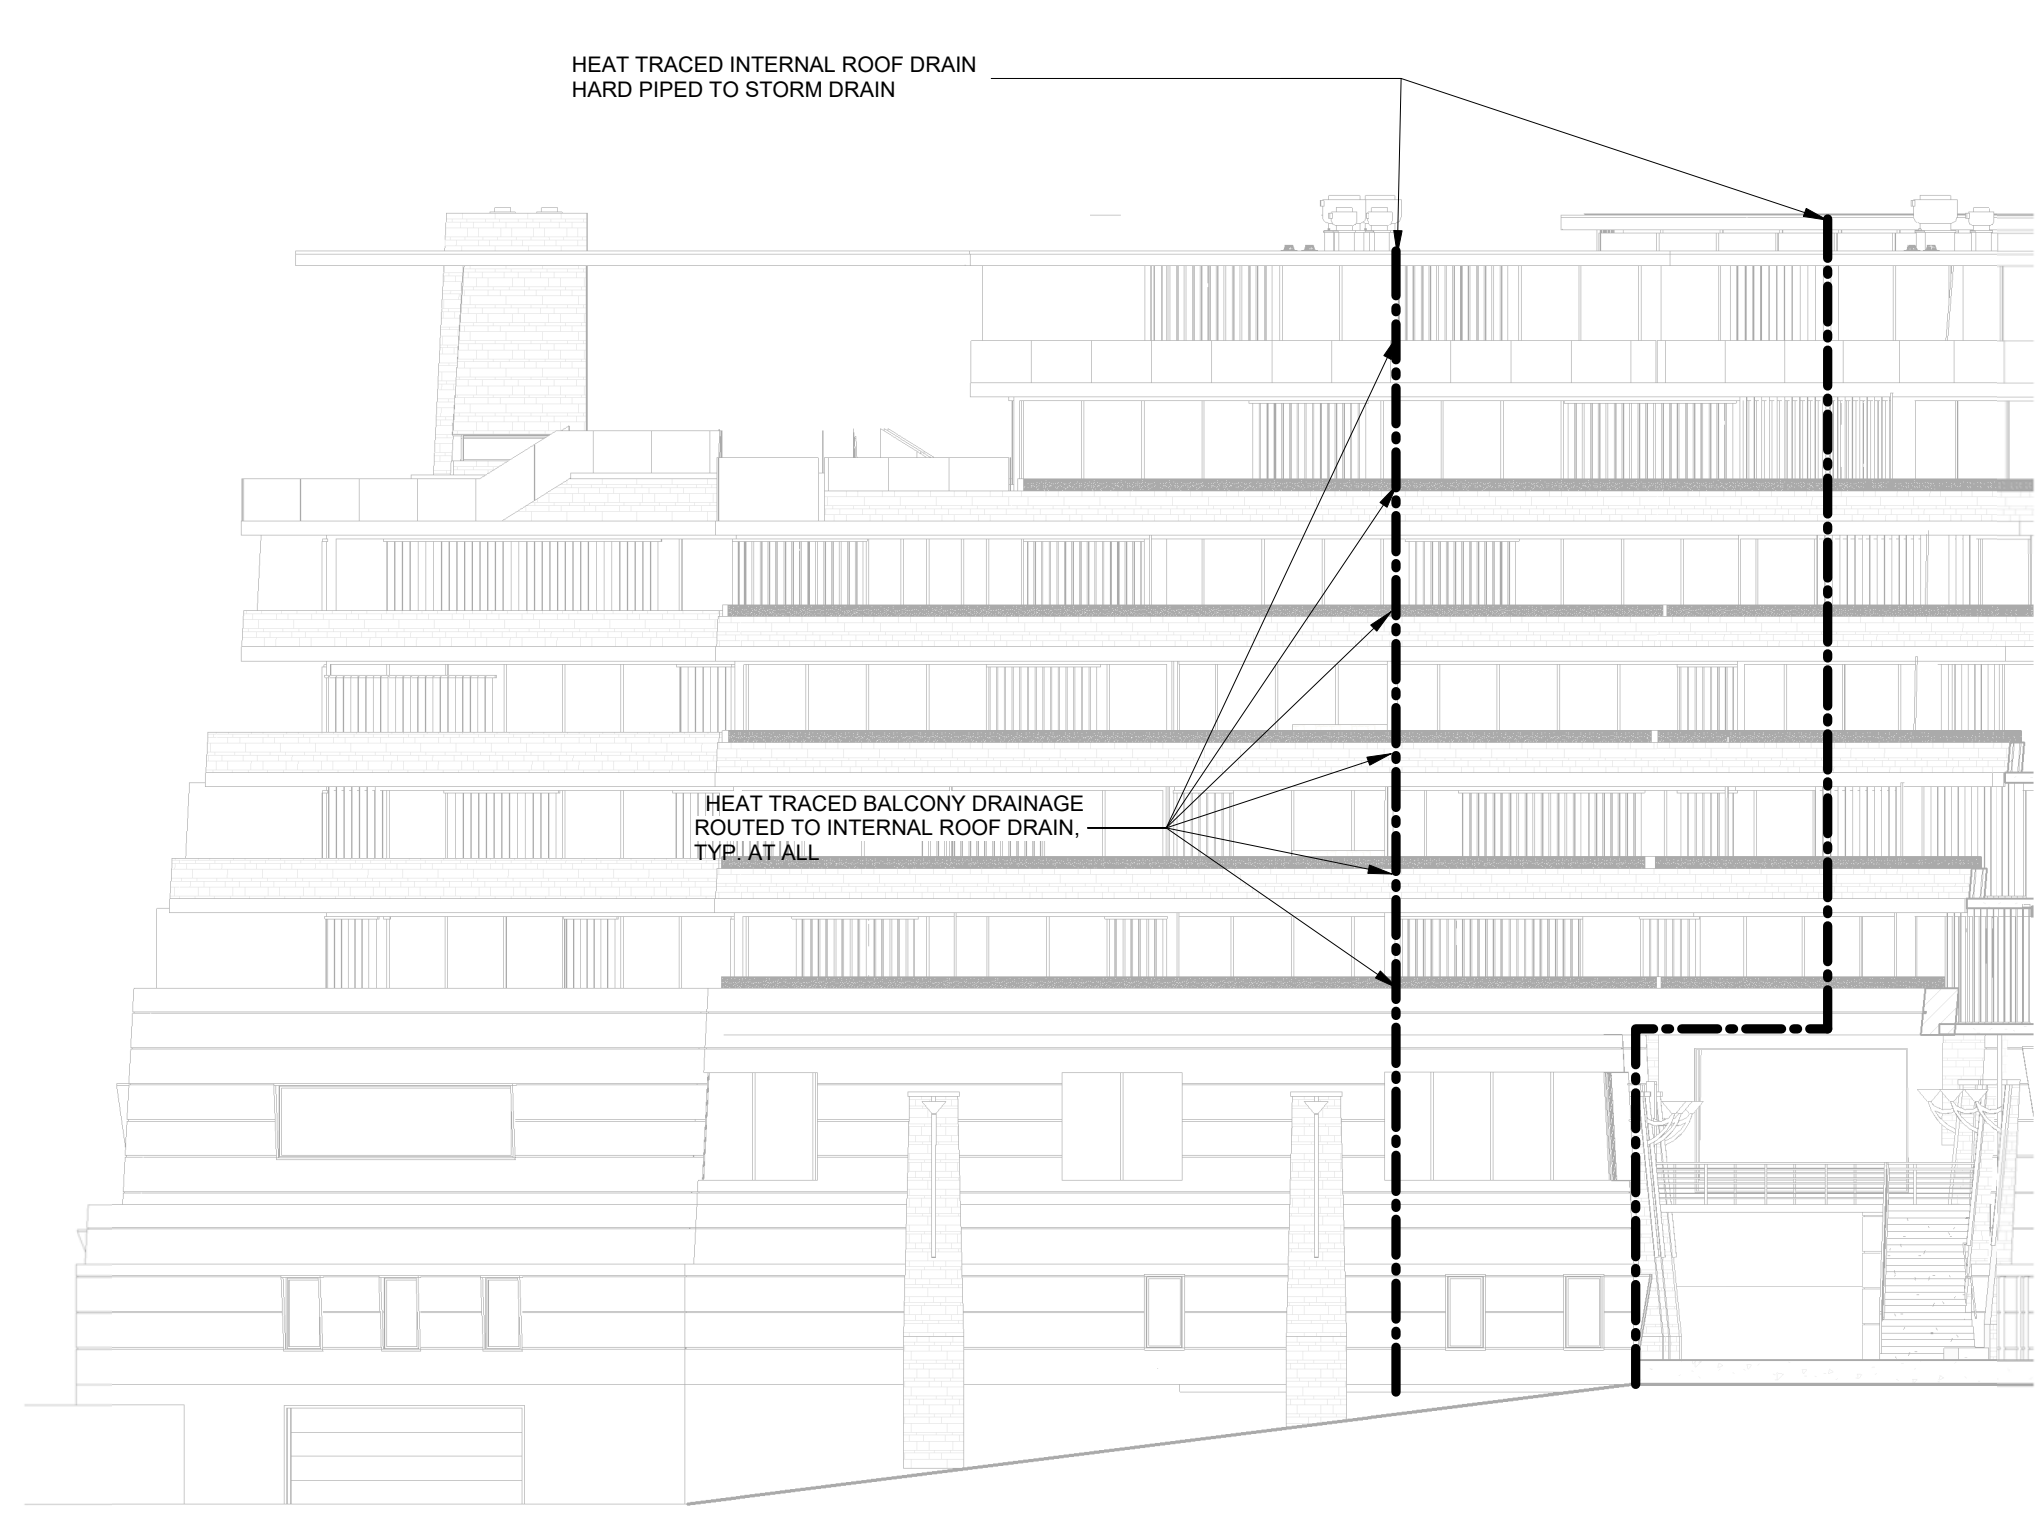 HEAT TRACED INTERNAL ROOF DRAIN
HARD PIPED TO STORM DRAIN
HEAT TRACED BALCONY DRAINAGE
ROUTED TO INTERNAL ROOF DRAIN,
TYP. AT ALL